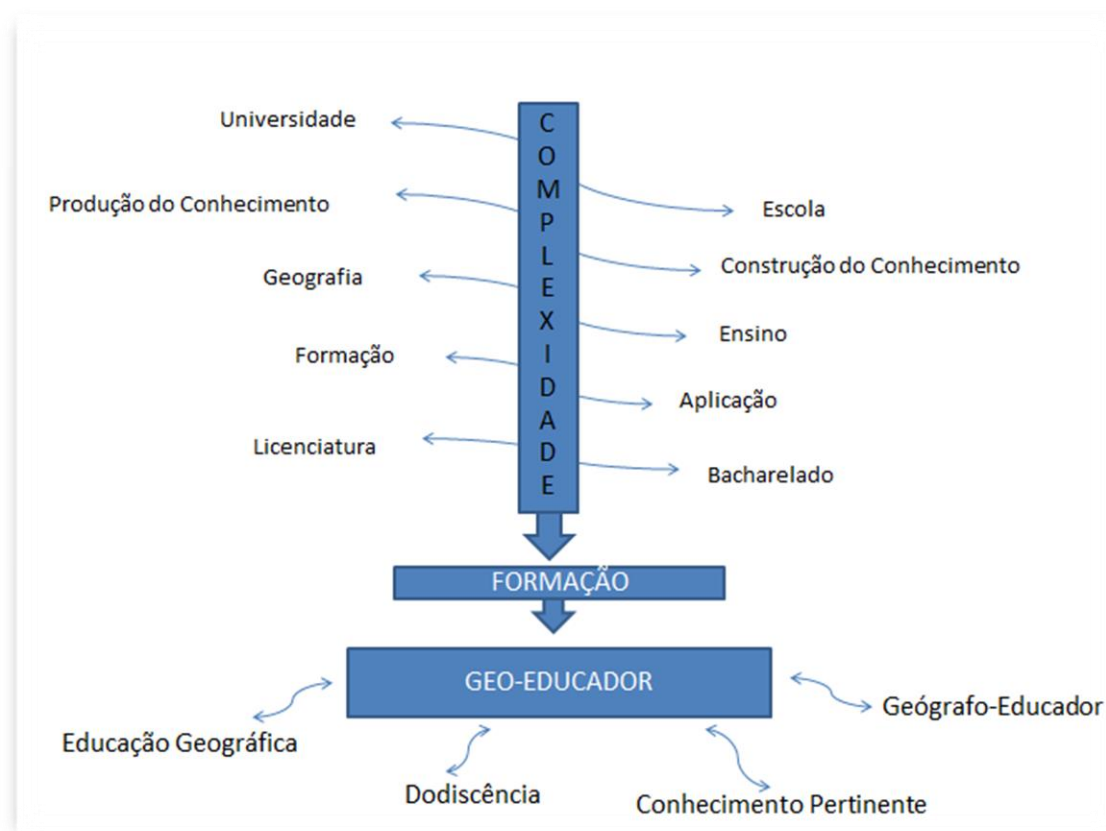 COMPLEXIDADE
Universidade
Escola
Produção do Conhecimento
Construção do Conhecimento
Geografia
Ensino
Formação
Aplicação
Licenciatura
Bacharelado
FORMAÇÃO
GEO-EDUCADOR
Geógrafo-Educador
Educação Geográfica
Dodiscência
Conhecimento Pertinente